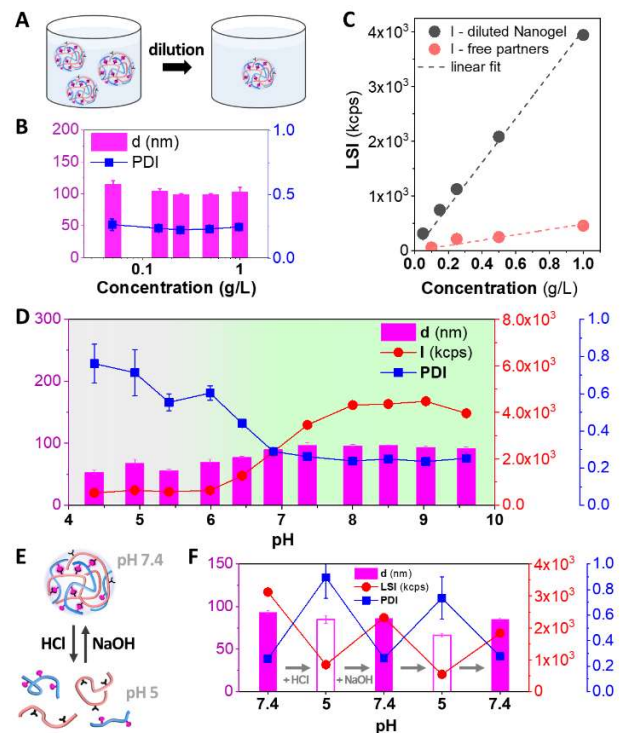 A
dilution
B
200
150
100
50
0
d (nm)
PDI
1.0
0.5
0.0
0.1
1
Concentration (g/L)
C
4x10³
3x10³
2x10³
1x10³
0
LSI (kcps)
I - diluted Nanogel
I - free partners
linear fit
0.0
0.2
0.4
0.6
0.8
1.0
Concentration (g/L)
D
300
200
100
0
d (nm)
I (kcps)
PDI
8.0x10³
6.0x10³
4.0x10³
2.0x10³
0.0
1.0
0.8
0.6
0.4
0.2
0.0
4
5
6
7
8
9
10
pH
E
pH 7.4
HCl
NaOH
pH 5
F
150
100
50
0
d (nm)
LSI (kcps)
PDI
4x10³
3x10³
2x10³
1x10³
0
1.0
0.8
0.6
0.4
0.2
0.0
+ HCl
+ NaOH
7.4
5
7.4
5
7.4
pH